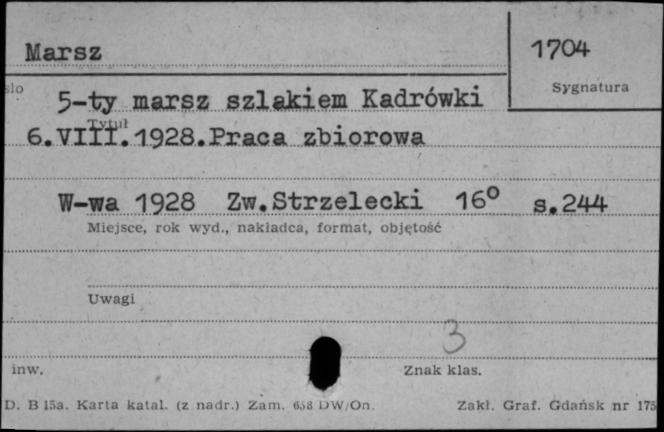 Marsz
1704
Sygnatura
5-ty marsz szlakiem Kadrówki
Tytuł
6.VIII.1928.Praca zbiorowa
W-wa 1928 Zw.Strzelecki 16º s.244
Miejsce, rok wyd., nakładca, format, objętość
Uwagi
3
inw.
Znak klas.
D. B 15a. Karta katal. (z nadr.) Zam. 658 DW/On.
Zakł. Graf. Gdańsk nr 175